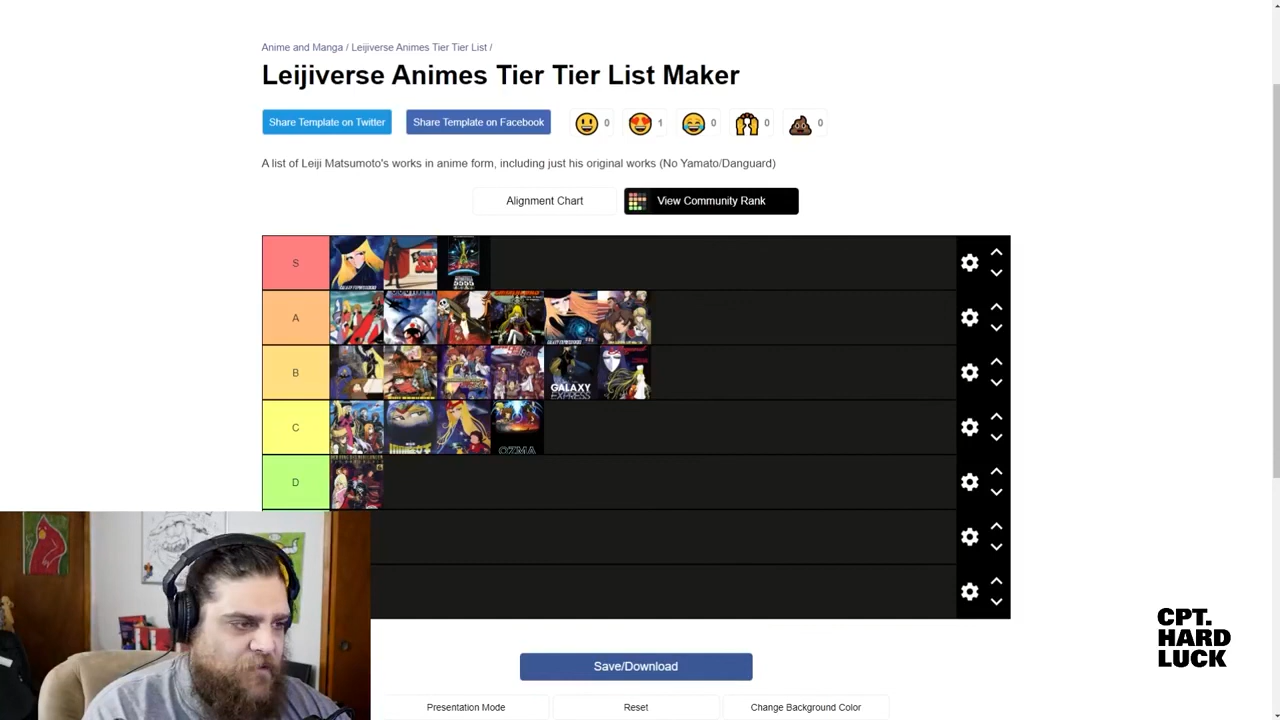 Anime and Manga / Leijiverse Animes Tier Tier List /
Leijiverse Animes Tier Tier List Maker
Share Template on Twitter
Share Template on Facebook
0
1
0
0
0
A list of Leiji Matsumoto's works in anime form, including just his original works (No Yamato/Danguard)
Alignment Chart
View Community Rank
S
A
B
GALAXY
EXPRESS
C
OZMA
D
CPT.
HARD
LUCK
Save/Download
Presentation Mode
Reset
Change Background Color